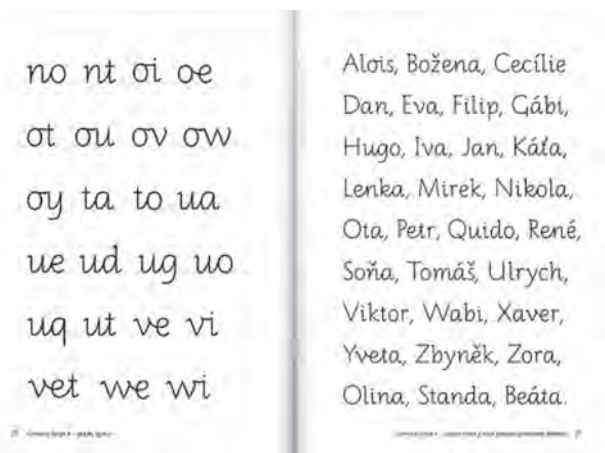 no nt oi oe
ot ou ov ow
oy ta to ua
ue ud ug uo
uq ut ve vi
vet we wi
Alois, Božena, Cecílie
Dan, Eva, Filip, Gábi,
Hugo, Iva, Jan, Káťa,
Lenka, Mirek, Nikola,
Ota, Petr, Quido, René,
Soňa, Tomáš, Ulrych,
Viktor, Wabi, Xaver,
Yveta, Zbyněk, Zora,
Olina, Standa, Beáta.